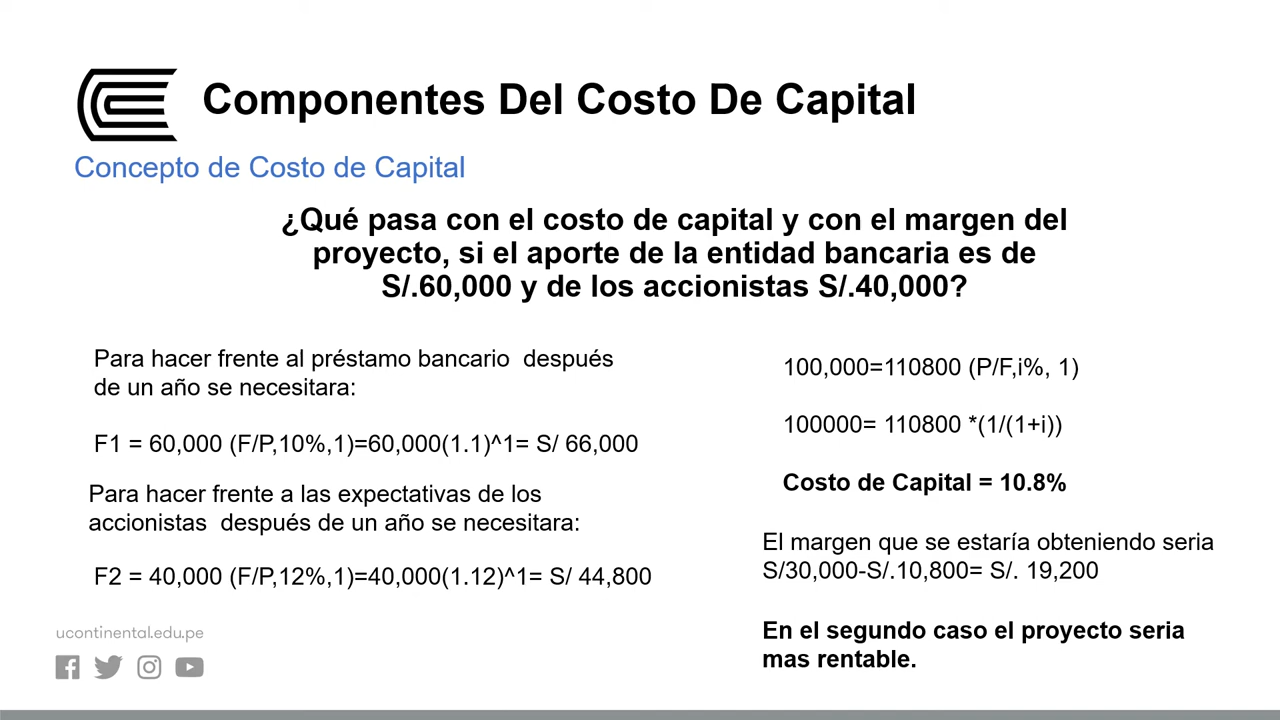 Componentes Del Costo De Capital
Concepto de Costo de Capital
¿Qué pasa con el costo de capital y con el margen del
proyecto, si el aporte de la entidad bancaria es de
S/.60,000 y de los accionistas S/.40,000?
Para hacer frente al préstamo bancario después
de un año se necesitara:
F1 = 60,000 (F/P,10%,1)=60,000(1.1)^1= S/ 66,000
Para hacer frente a las expectativas de los
accionistas después de un año se necesitara:
F2 = 40,000 (F/P,12%,1)=40,000(1.12)^1= S/ 44,800
100,000=110800 (P/F,i%, 1)
100000= 110800 *(1/(1+i))
Costo de Capital = 10.8%
El margen que se estaría obteniendo seria
S/30,000-S/.10,800= S/. 19,200
En el segundo caso el proyecto seria
mas rentable.
ucontinental.edu.pe